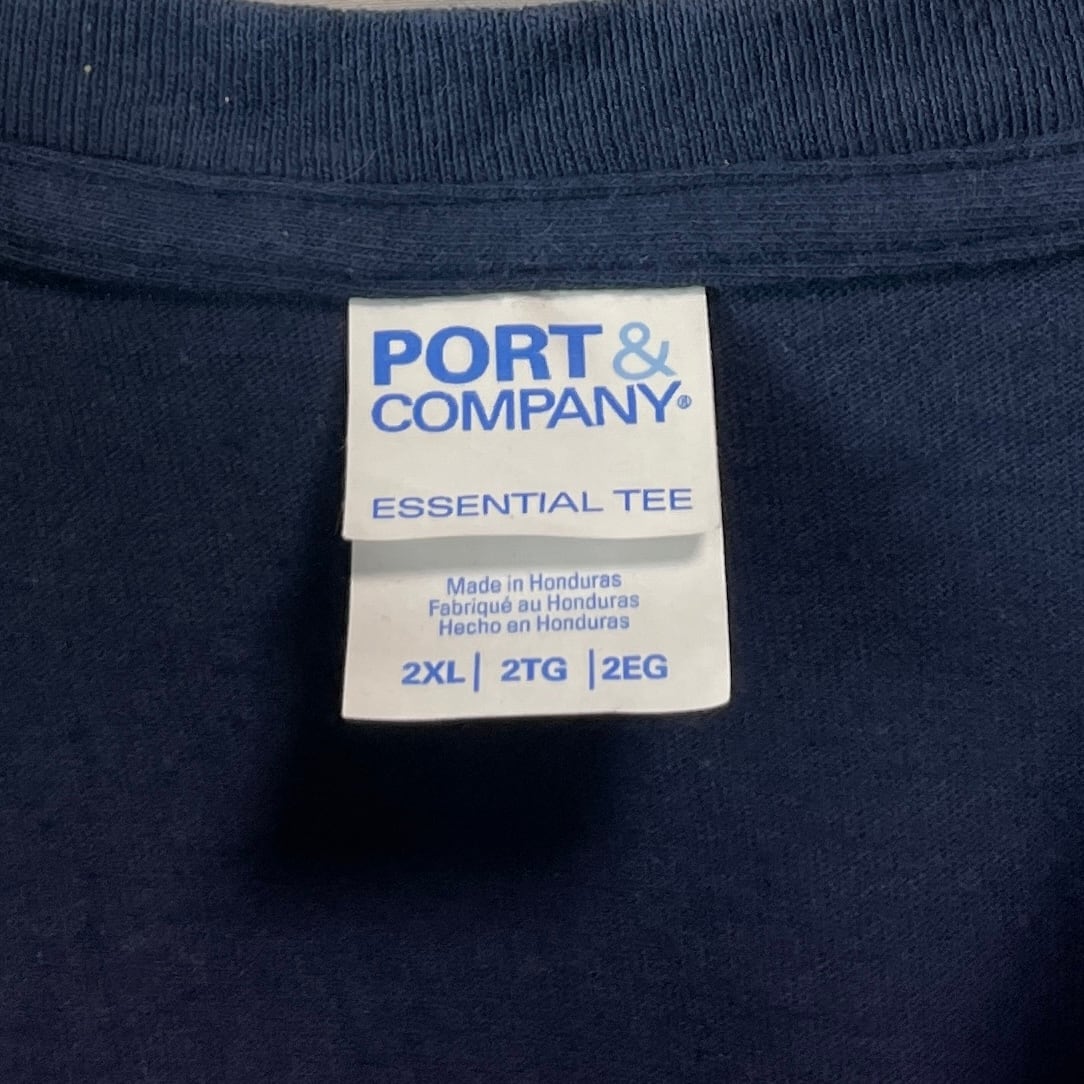 PORT &
COMPANY®
ESSENTIAL TEE
Made in Honduras
Fabriqué au Honduras
Hecho en Honduras
2XL | 2TG | 2EG